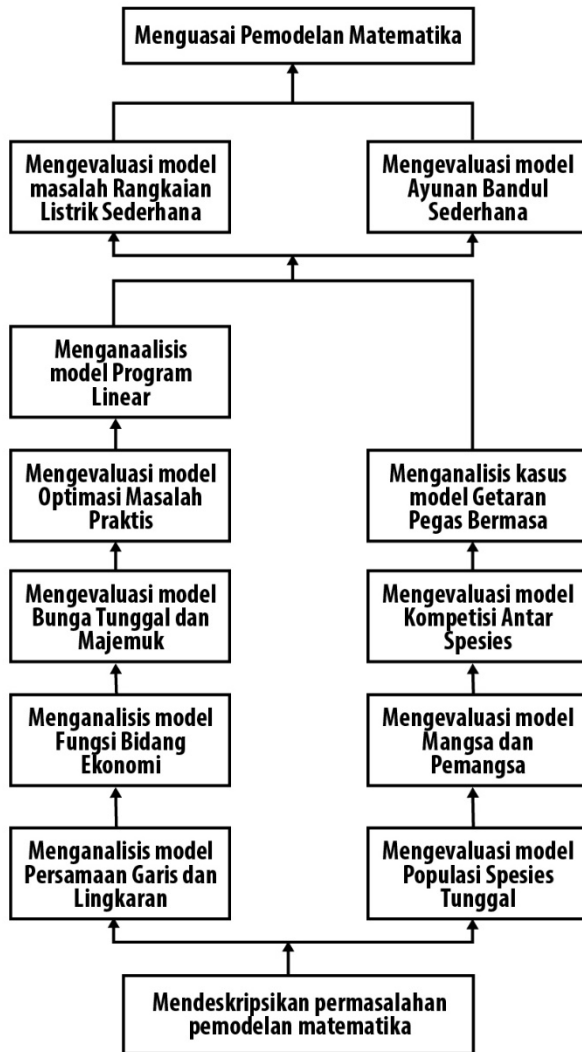 Menguasai Pemodelan Matematika
Mengevaluasi model
masalah Rangkaian
Listrik Sederhana
Mengevaluasi model
Ayunan Bandul
Sederhana
Menganaalisis
model Program
Linear
Mengevaluasi model
Optimasi Masalah
Praktis
Menganalisis kasus
model Getaran
Pegas Bermasa
Mengevaluasi model
Bunga Tunggal dan
Majemuk
Mengevaluasi model
Kompetisi Antar
Spesies
Menganalisis model
Fungsi Bidang
Ekonomi
Mengevaluasi model
Mangsa dan
Pemangsa
Menganalisis model
Persamaan Garis dan
Lingkaran
Mengevaluasi model
Populasi Spesies
Tunggal
Mendeskripsikan permasalahan
pemodelan matematika